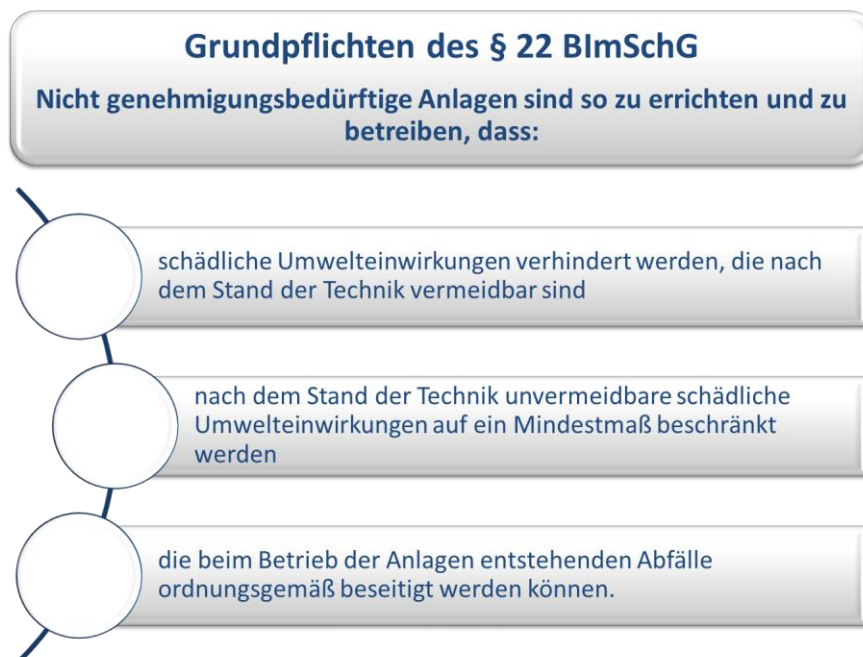 Grundpflichten des § 22 BImSchG
Nicht genehmigungsbedürftige Anlagen sind so zu errichten und zu
betreiben, dass:
schädliche Umwelteinwirkungen verhindert werden, die nach
dem Stand der Technik vermeidbar sind
nach dem Stand der Technik unvermeidbare schädliche
Umwelteinwirkungen auf ein Mindestmaß beschränkt
werden
die beim Betrieb der Anlagen entstehenden Abfälle
ordnungsgemäß beseitigt werden können.